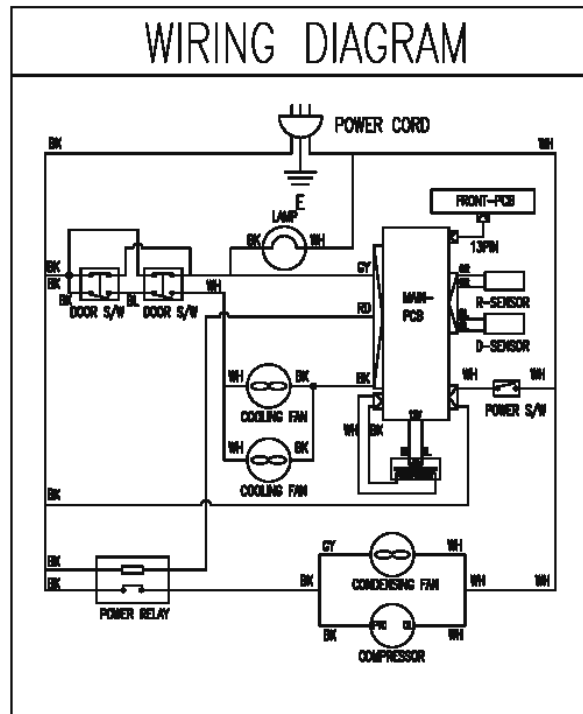 WIRING DIAGRAM
POWER CORD
BK
WH
E
LAMP
BK
WH
FRONT-PCB
13PIN
BK
BK
BK
BL
WH
DOOR S/W
DOOR S/W
GY
RD
BK
MAIN-
PCB
R-SENSOR
D-SENSOR
WH
WH
POWER S/W
WH
BK
COOLING FAN
WH
BK
COOLING FAN
WH
BK
BK
BK
BK
POWER RELAY
BK
GY
WH
CONDENSING FAN
WH
WH
BK
WH
COMPRESSOR